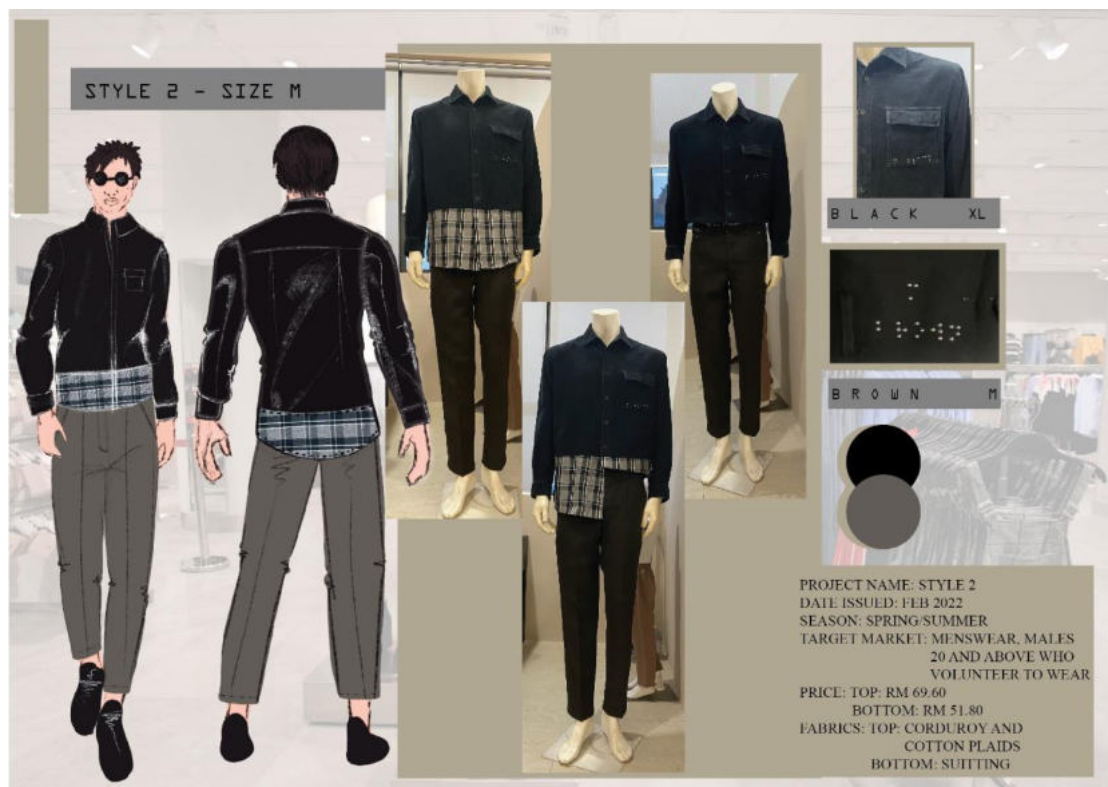 STYLE 2 - SIZE M
BLACK XL
BROWN M
PROJECT NAME: STYLE 2
DATE ISSUED: FEB 2022
SEASON: SPRING/SUMMER
TARGET MARKET: MENSWEAR, MALES
20 AND ABOVE WHO
VOLUNTEER TO WEAR
PRICE: TOP: RM 69.60
BOTTOM: RM 51.80
FABRICS: TOP: CORDUROY AND
COTTON PLAIDS
BOTTOM: SUITTING